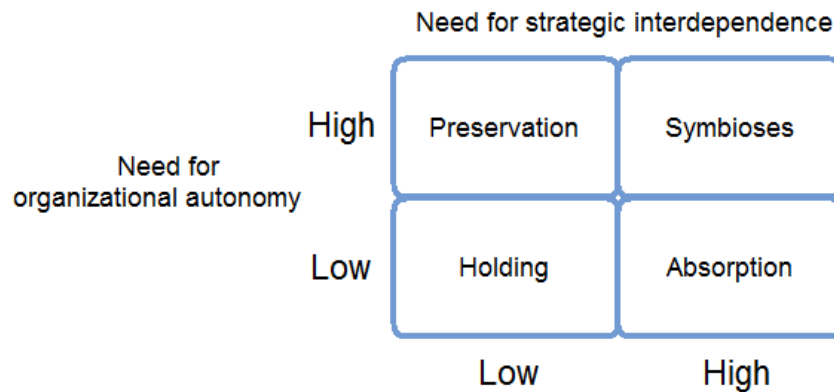 Need for strategic interdependence
High
Preservation
Symbioses
Need for
organizational autonomy
Low
Holding
Absorption
Low
High